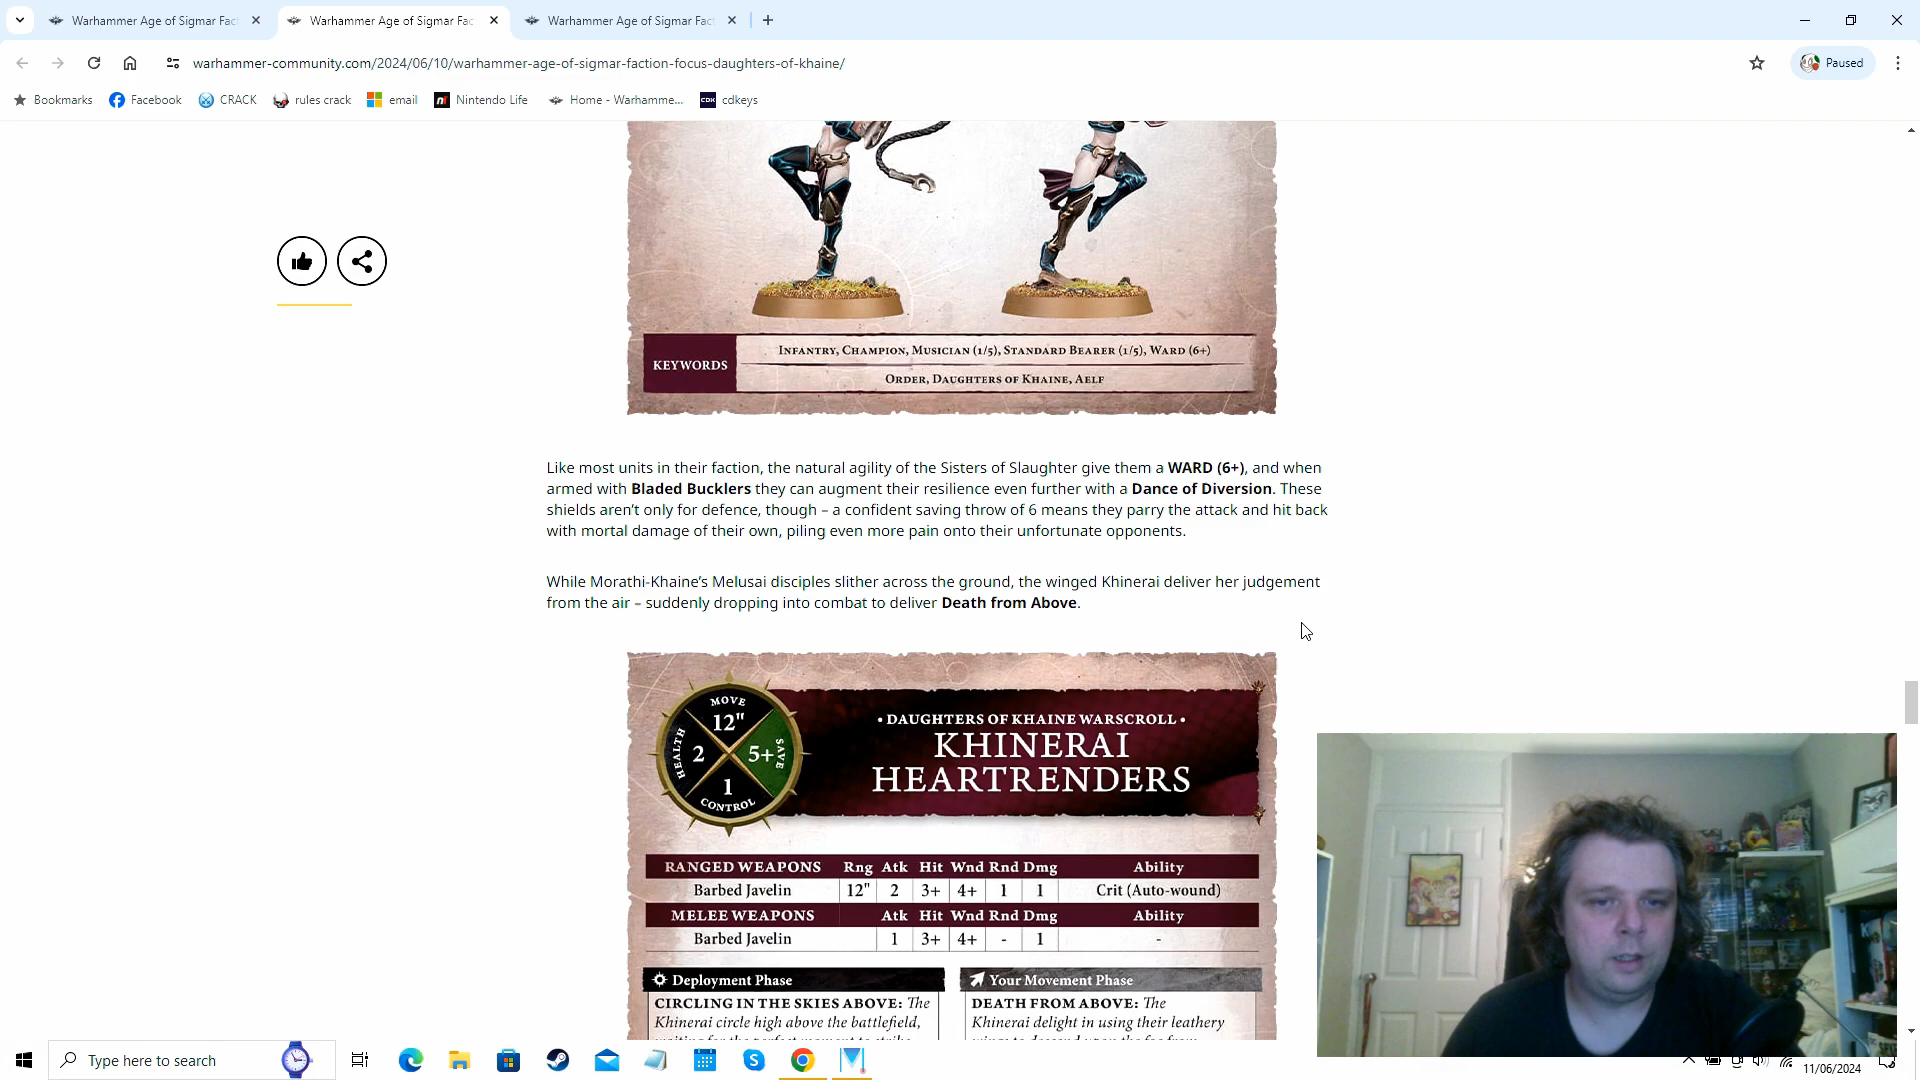 Warhammer Age of Sigmar Fac
Warhammer Age of Sigmar Fac
Warhammer Age of Sigmar Fact
warhammer-community.com/2024/06/10/warhammer-age-of-sigmar-faction-focus-daughters-of-khaine/
Paused
Bookmarks
Facebook
CRACK
rules crack
email
Nintendo Life
Home - Warhamme...
CDK
cdkeys
KEYWORDS
Infantry, Champion, Musician (1/5), Standard Bearer (1/5), Ward (6+)
Order, Daughters of Khaine, Aelf
Like most units in their faction, the natural agility of the Sisters of Slaughter give them a WARD (6+), and when
armed with Bladed Bucklers they can augment their resilience even further with a Dance of Diversion. These
shields aren't only for defence, though – a confident saving throw of 6 means they parry the attack and hit back
with mortal damage of their own, piling even more pain onto their unfortunate opponents.
While Morathi-Khaine's Melusai disciples slither across the ground, the winged Khinerai deliver her judgement
from the air – suddenly dropping into combat to deliver Death from Above.
MOVE
12"
HEALTH
2
5+
SAVE
1
CONTROL
• DAUGHTERS OF KHAINE WARSCROLL •
KHINERAI
HEARTRENDERS
RANGED WEAPONS Rng Atk Hit Wnd Rnd Dmg Ability
Barbed Javelin 12" 2 3+ 4+ 1 1 Crit (Auto-wound)
MELEE WEAPONS Atk Hit Wnd Rnd Dmg Ability
Barbed Javelin 1 3+ 4+ - 1 -
Deployment Phase
CIRCLING IN THE SKIES ABOVE: The
Khinerai circle high above the battlefield,
Your Movement Phase
DEATH FROM ABOVE: The
Khinerai delight in using their leathery
Type here to search
11/06/2024